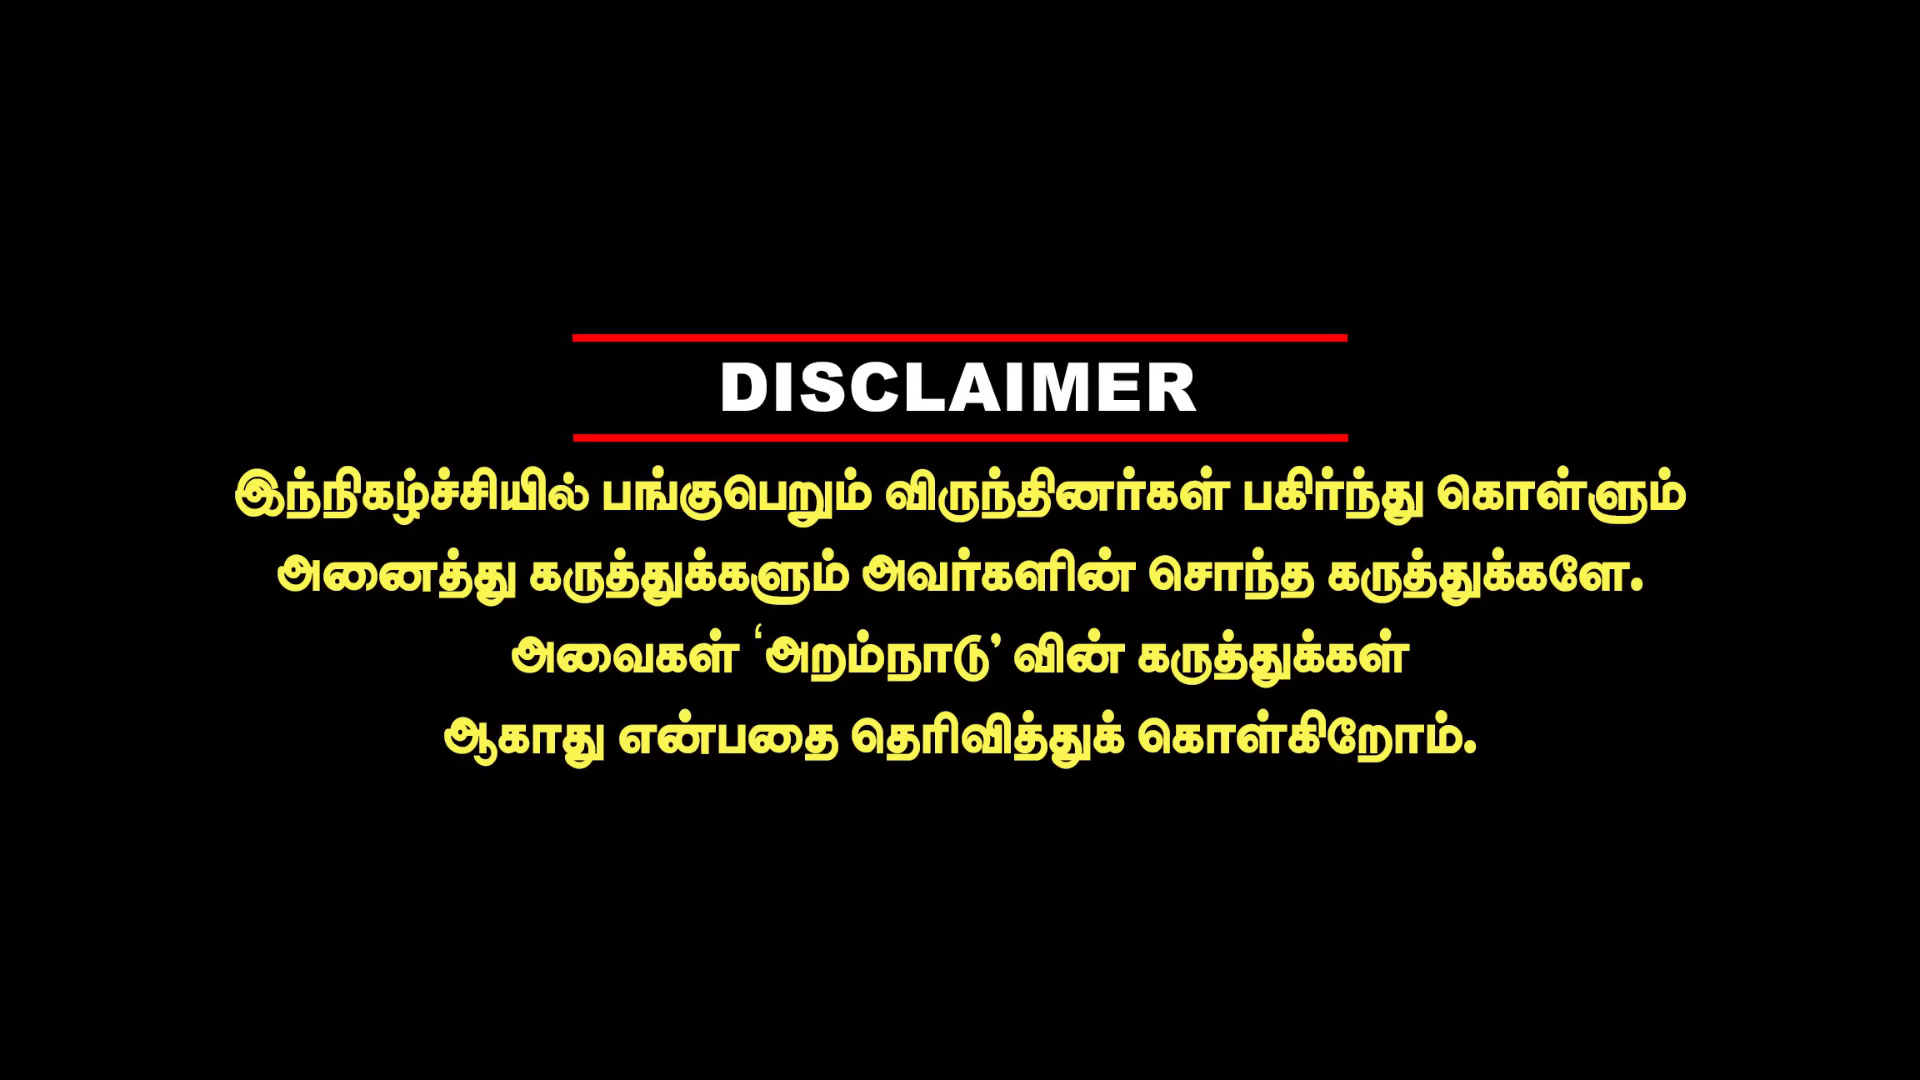 DISCLAIMER
இந்நிகழ்ச்சியில் பங்குபெறும் விருந்தினர்கள் பகிர்ந்து கொள்ளும்
அனைத்து கருத்துக்களும் அவர்களின் சொந்த கருத்துக்களே.
அவைகள் ‘அறம்நாடு’ வின் கருத்துக்கள்
ஆகாது என்பதை தெரிவித்துக் கொள்கிறோம்.